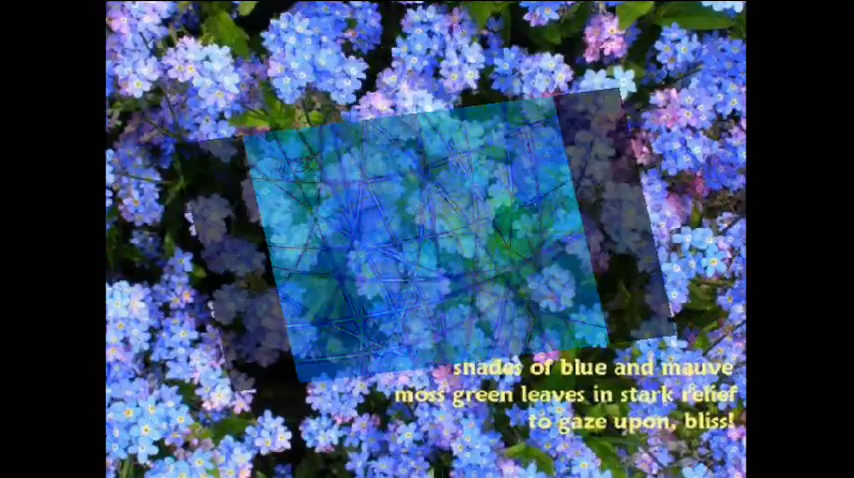 shades of blue and mauve
moss green leaves in stark relief
to gaze upon, bliss!